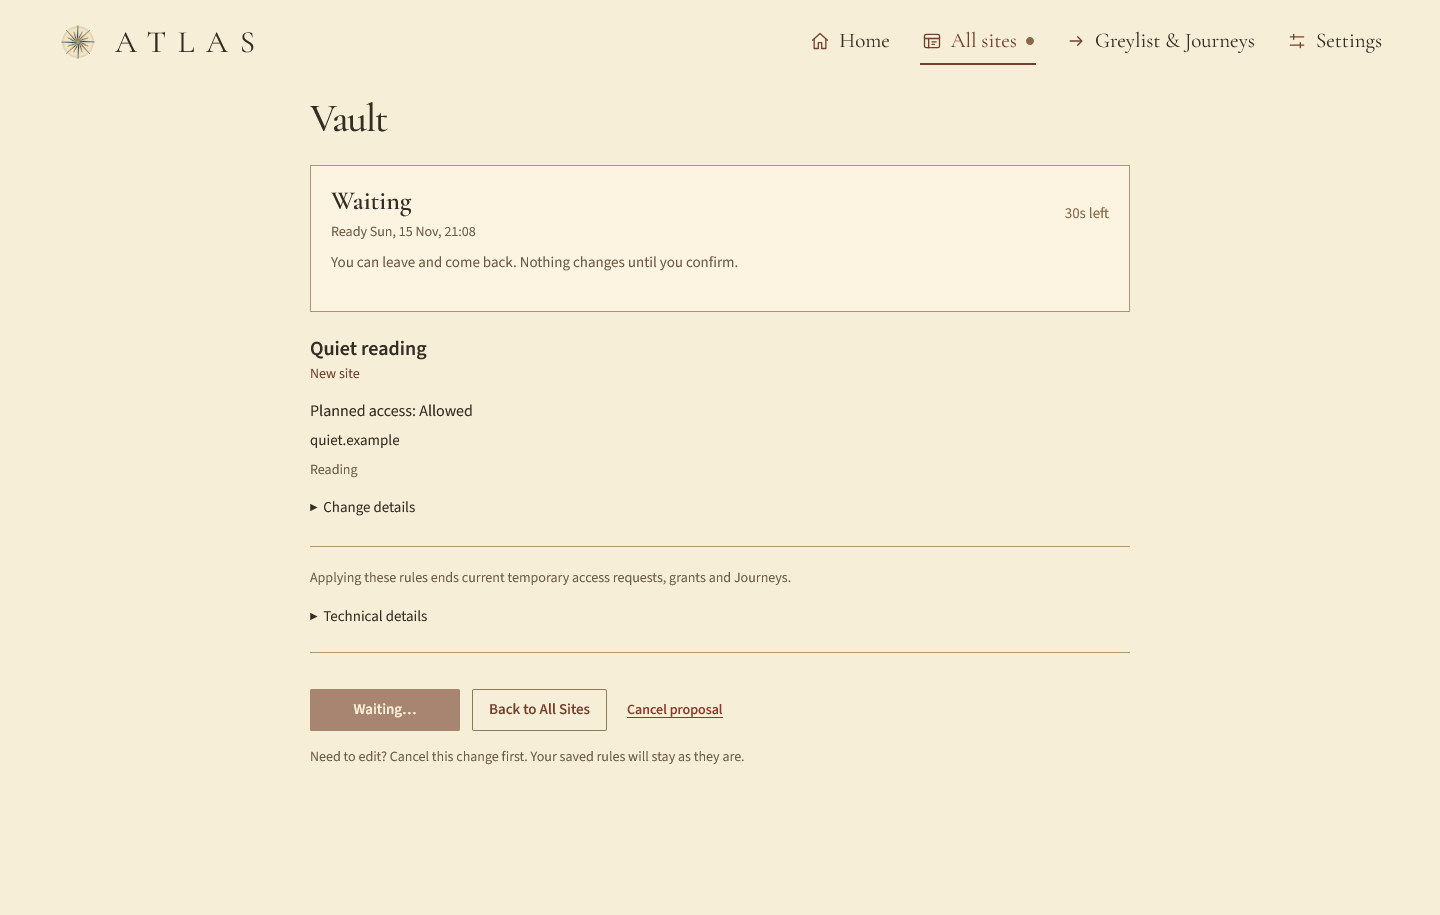 ATLAS
Home
All sites
Greylist & Journeys
Settings
Vault
Waiting
30s left
Ready Sun, 15 Nov, 21:08
You can leave and come back. Nothing changes until you confirm.
Quiet reading
New site
Planned access: Allowed
quiet.example
Reading
Change details
Applying these rules ends current temporary access requests, grants and Journeys.
Technical details
Waiting…
Back to All Sites
Cancel proposal
Need to edit? Cancel this change first. Your saved rules will stay as they are.